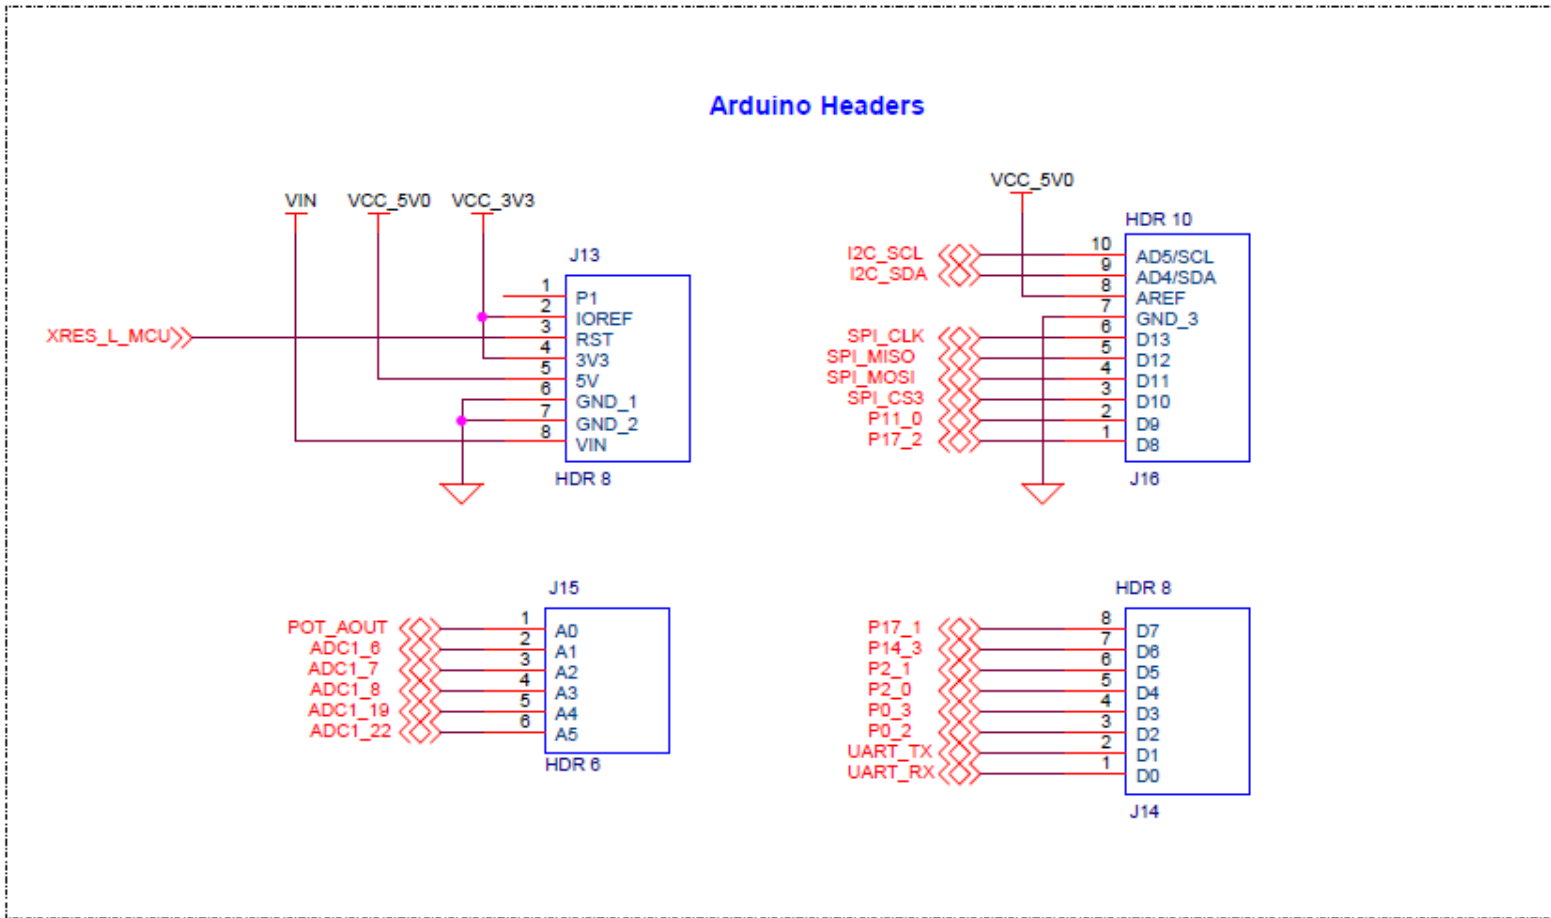 Arduino Headers
VIN VCC_5V0 VCC_3V3
J13
XRES_L_MCU
1 P1
2 IOREF
3 RST
4 3V3
5 5V
6 GND_1
7 GND_2
8 VIN
HDR 8
VCC_5V0
HDR 10
I2C_SCL 10 AD5/SCL
I2C_SDA 9 AD4/SDA
8 AREF
7 GND_3
SPI_CLK 6 D13
SPI_MISO 5 D12
SPI_MOSI 4 D11
SPI_CS3 3 D10
P11_0 2 D9
P17_2 1 D8
J16
J15
POT_AOUT 1 A0
ADC1_6 2 A1
ADC1_7 3 A2
ADC1_8 4 A3
ADC1_19 5 A4
ADC1_22 6 A5
HDR 6
HDR 8
P17_1 8 D7
P14_3 7 D6
P2_1 6 D5
P2_0 5 D4
P0_3 4 D3
P0_2 3 D2
UART_TX 2 D1
UART_RX 1 D0
J14